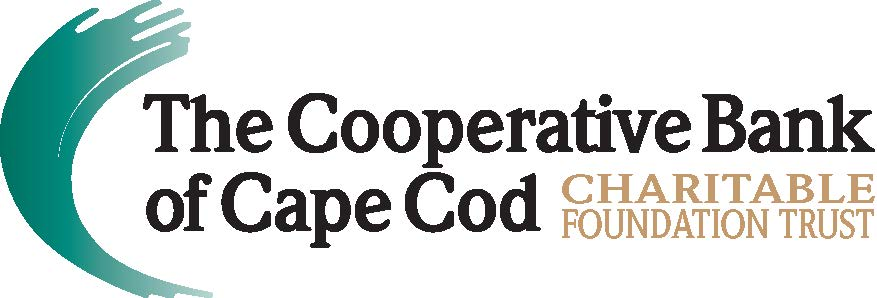 The Cooperative Bank
of Cape Cod
CHARITABLE
FOUNDATION TRUST